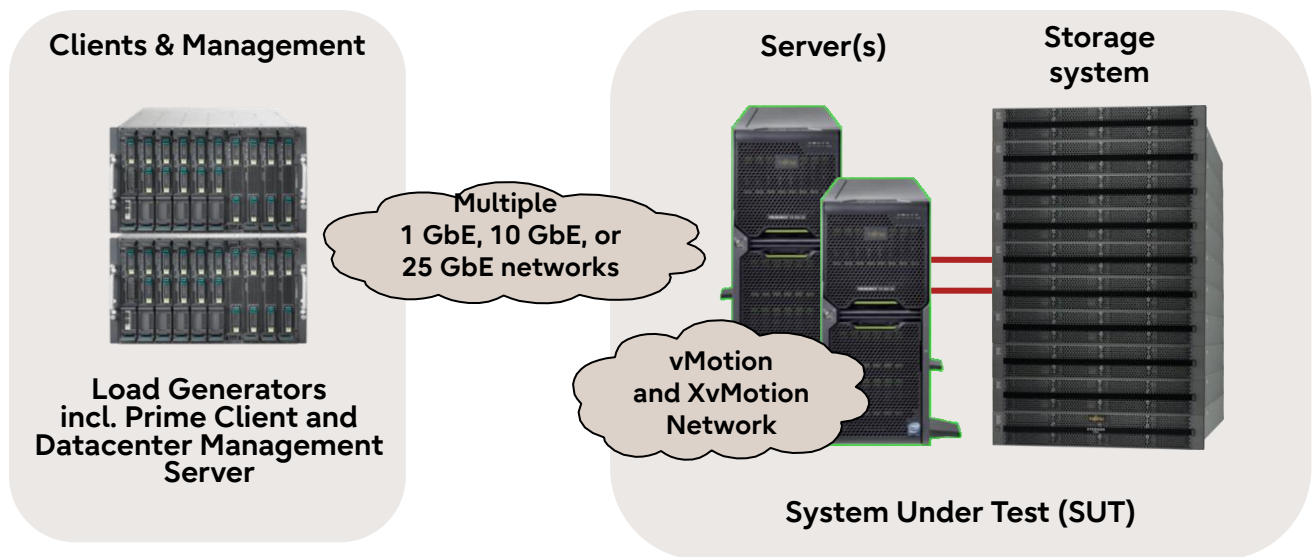 Clients & Management
Load Generators
incl. Prime Client and
Datacenter Management
Server
Multiple
1 GbE, 10 GbE, or
25 GbE networks
Server(s)
Storage
system
vMotion
and XvMotion
Network
System Under Test (SUT)